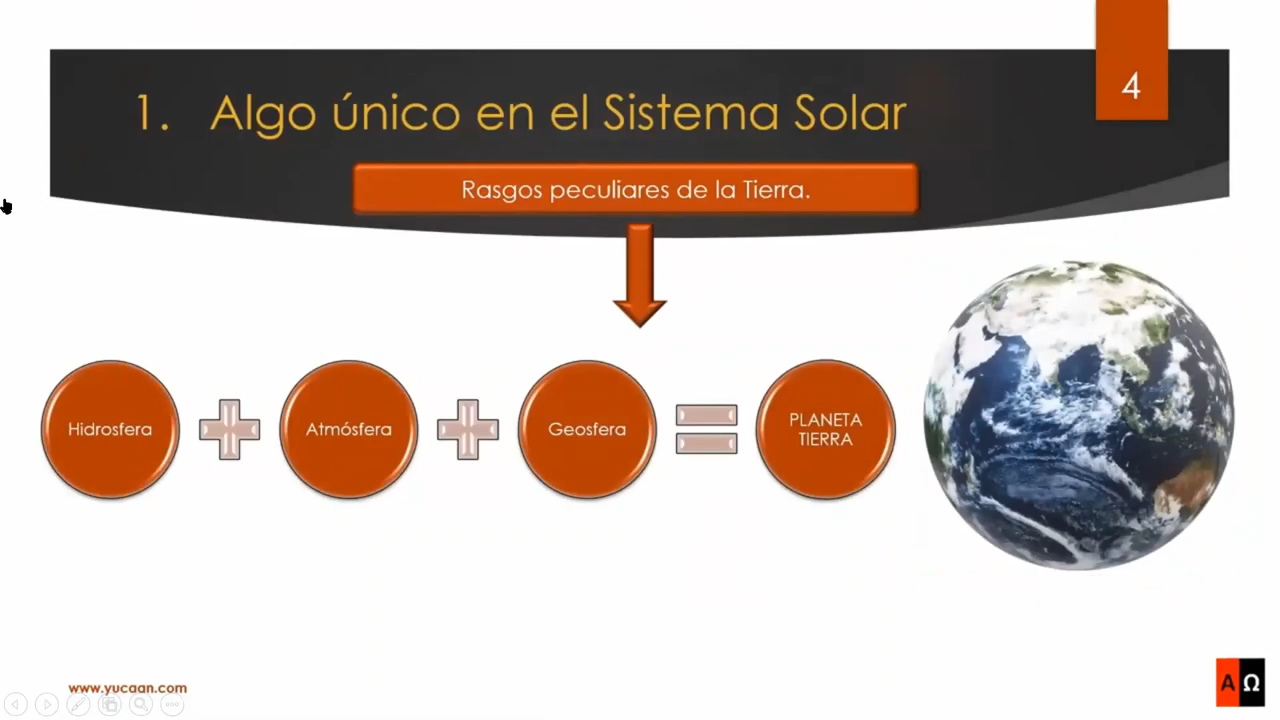 4
1. Algo único en el Sistema Solar
Rasgos peculiares de la Tierra.
Hidrosfera
Atmósfera
Geosfera
PLANETA
TIERRA
www.yucaan.com
AΩ